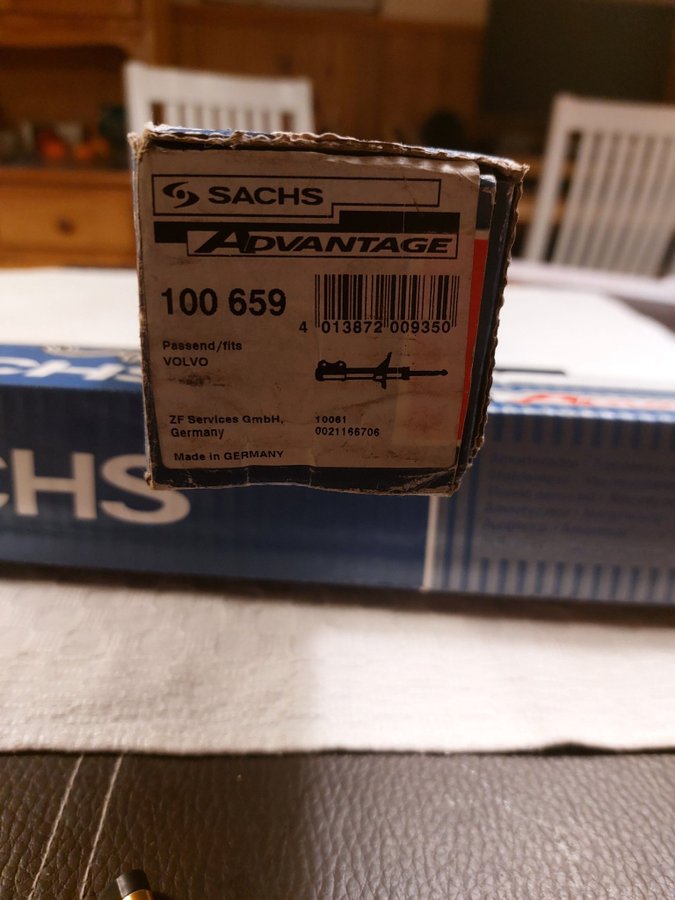 SACHS
ADVANTAGE
100 659
4 013872 009350
Passend/fits
VOLVO
ZF Services GmbH,
Germany
10061
0021166706
Made in GERMANY
CHS
CHS